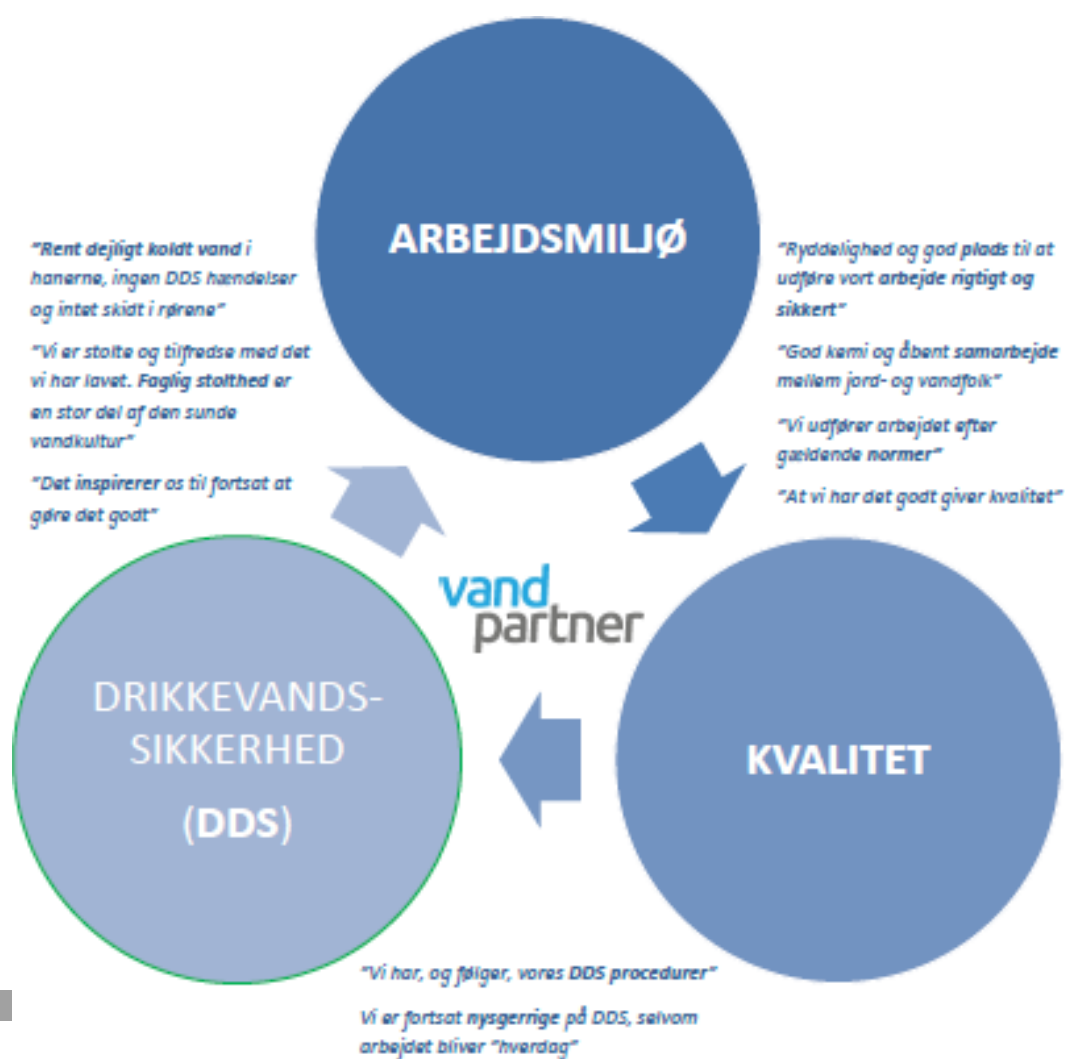 ARBEJDSMILJØ
"Rent dejligt koldt vand i
hanerne, ingen DDS hændelser
og intet skidt i rørene"
"Vi er stolte og tilfredse med det
vi har lavet. Faglig stolthed er
en stor del af den sunde
vandkultur"
"Det inspirerer os til fortsat at
gøre det godt"
"Ryddelighed og god plads til at
udføre vort arbejde rigtigt og
sikkert"
"God kemi og åbent samarbejde
mellem jord- og vandfolk"
"Vi udfører arbejdet efter
gældende normer"
"At vi har det godt giver kvalitet"
vand
partner
DRIKKEVANDS-
SIKKERHED
(DDS)
KVALITET
"Vi har, og følger, vores DDS procedurer"
Vi er fortsat nysgerrige på DDS, selvom
arbejdet bliver "hverdag"